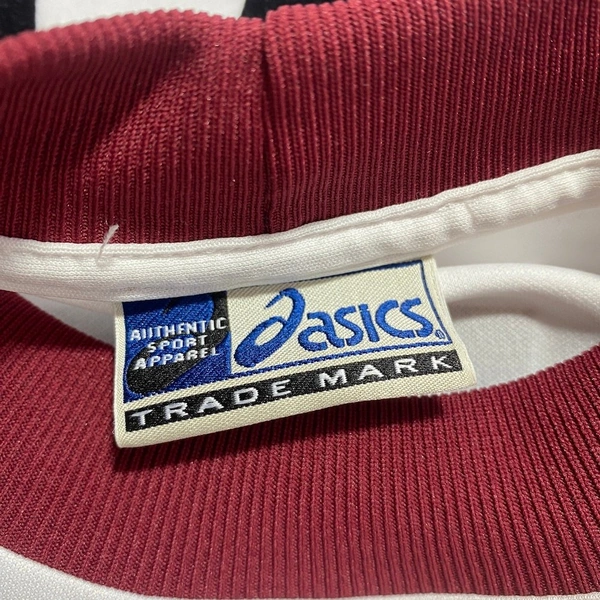 AUTHENTIC
SPORT
APPAREL
asics®
TRADE MARK